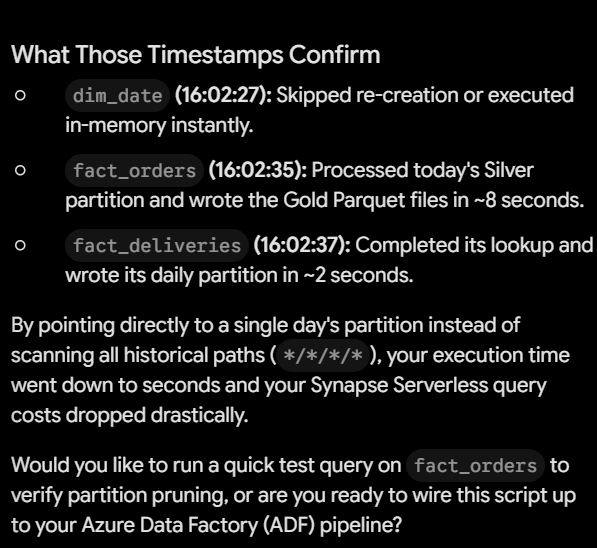 What Those Timestamps Confirm
dim_date (16:02:27): Skipped re-creation or executed
in-memory instantly.
fact_orders (16:02:35): Processed today's Silver
partition and wrote the Gold Parquet files in ~8 seconds.
fact_deliveries (16:02:37): Completed its lookup and
wrote its daily partition in ~2 seconds.
By pointing directly to a single day's partition instead of
scanning all historical paths ( */*/*/* ), your execution time
went down to seconds and your Synapse Serverless query
costs dropped drastically.
Would you like to run a quick test query on fact_orders to
verify partition pruning, or are you ready to wire this script up
to your Azure Data Factory (ADF) pipeline?